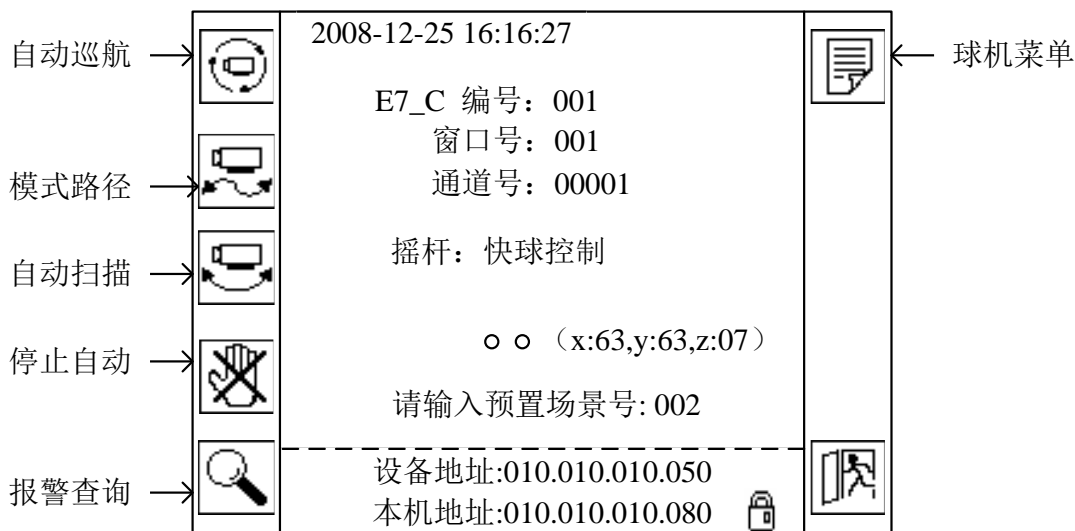 2008-12-25 16:16:27
自动巡航
球机菜单
E7_C 编号：001
窗口号：001
模式路径
通道号：00001
摇杆：快球控制
自动扫描
（x:63,y:63,z:07）
停止自动
请输入预置场景号: 002
设备地址:010.010.010.050
报警查询
本机地址:010.010.010.080